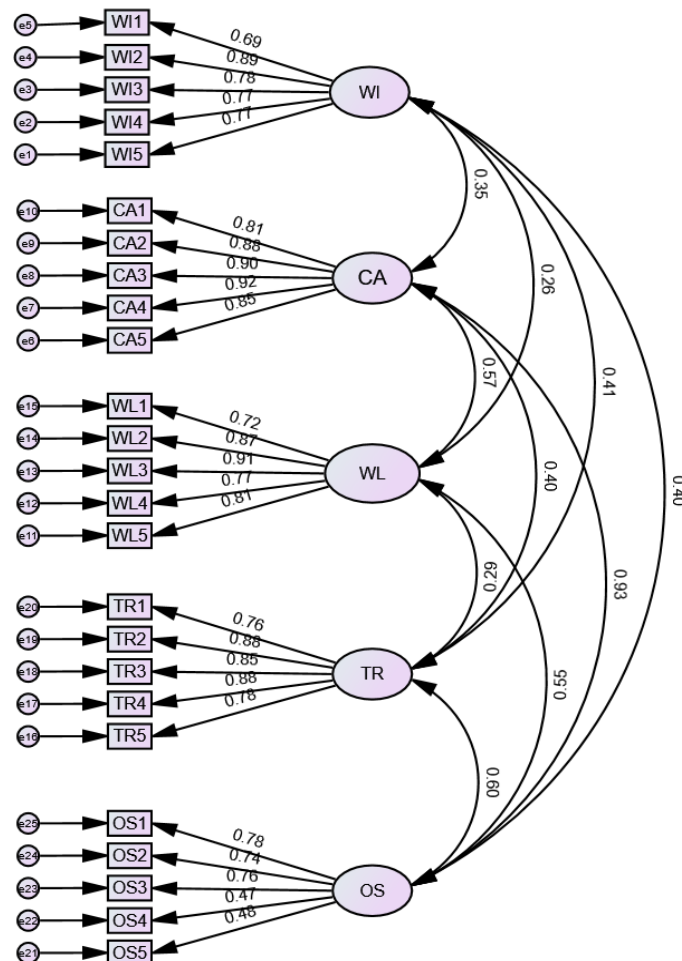 e5 WI1
e4 WI2
e3 WI3
e2 WI4
e1 WI5
0.69
0.89
0.78
0.77
0.77
WI
e10 CA1
e9 CA2
e8 CA3
e7 CA4
e6 CA5
0.81
0.88
0.90
0.92
0.85
CA
e15 WL1
e14 WL2
e13 WL3
e12 WL4
e11 WL5
0.72
0.87
0.91
0.77
0.81
WL
e20 TR1
e19 TR2
e18 TR3
e17 TR4
e16 TR5
0.76
0.88
0.85
0.88
0.78
TR
e25 OS1
e24 OS2
e23 OS3
e22 OS4
e21 OS5
0.78
0.74
0.76
0.47
0.48
OS
0.35
0.26
0.41
0.40
0.57
0.40
0.93
0.29
0.55
0.60